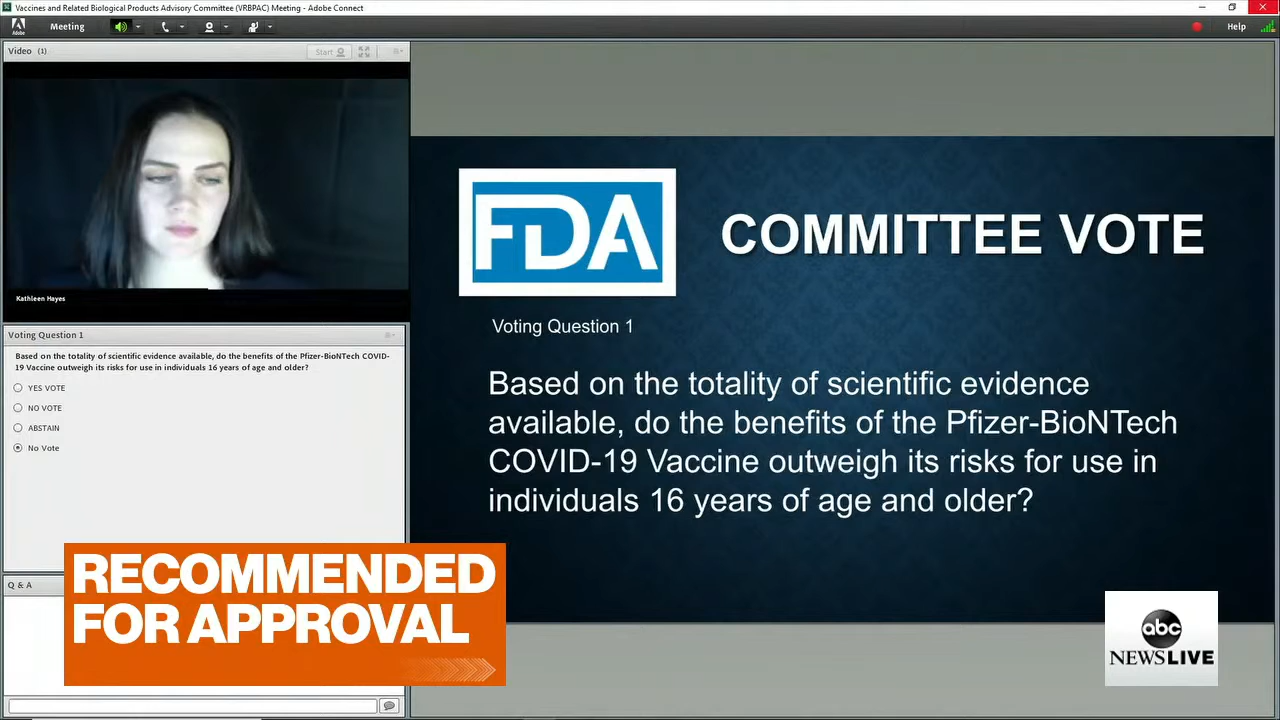 Vaccines and Related Biological Products Advisory Committee (VRBPAC) Meeting - Adobe Connect
Adobe
Meeting
Help
Video (1)
Start
Kathleen Hayes
Voting Question 1
Based on the totality of scientific evidence available, do the benefits of the Pfizer-BioNTech COVID-
19 Vaccine outweigh its risks for use in individuals 16 years of age and older?
YES VOTE
NO VOTE
ABSTAIN
No Vote
Q & A
FDA
COMMITTEE VOTE
Voting Question 1
Based on the totality of scientific evidence
available, do the benefits of the Pfizer-BioNTech
COVID-19 Vaccine outweigh its risks for use in
individuals 16 years of age and older?
RECOMMENDED
FOR APPROVAL
abc
NEWSLIVE